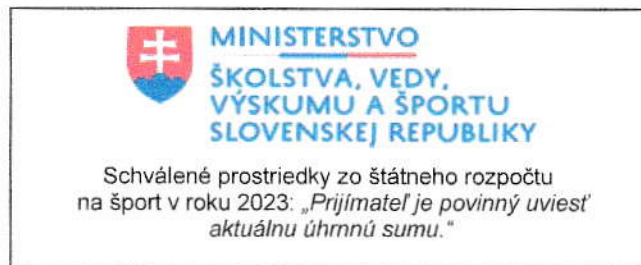 MINISTERSTVO
ŠKOLSTVA, VEDY,
VÝSKUMU A ŠPORTU
SLOVENSKEJ REPUBLIKY
Schválené prostriedky zo štátneho rozpočtu
na šport v roku 2023: „Prijímateľ je povinný uviesť
aktuálnu úhrnnú sumu.“